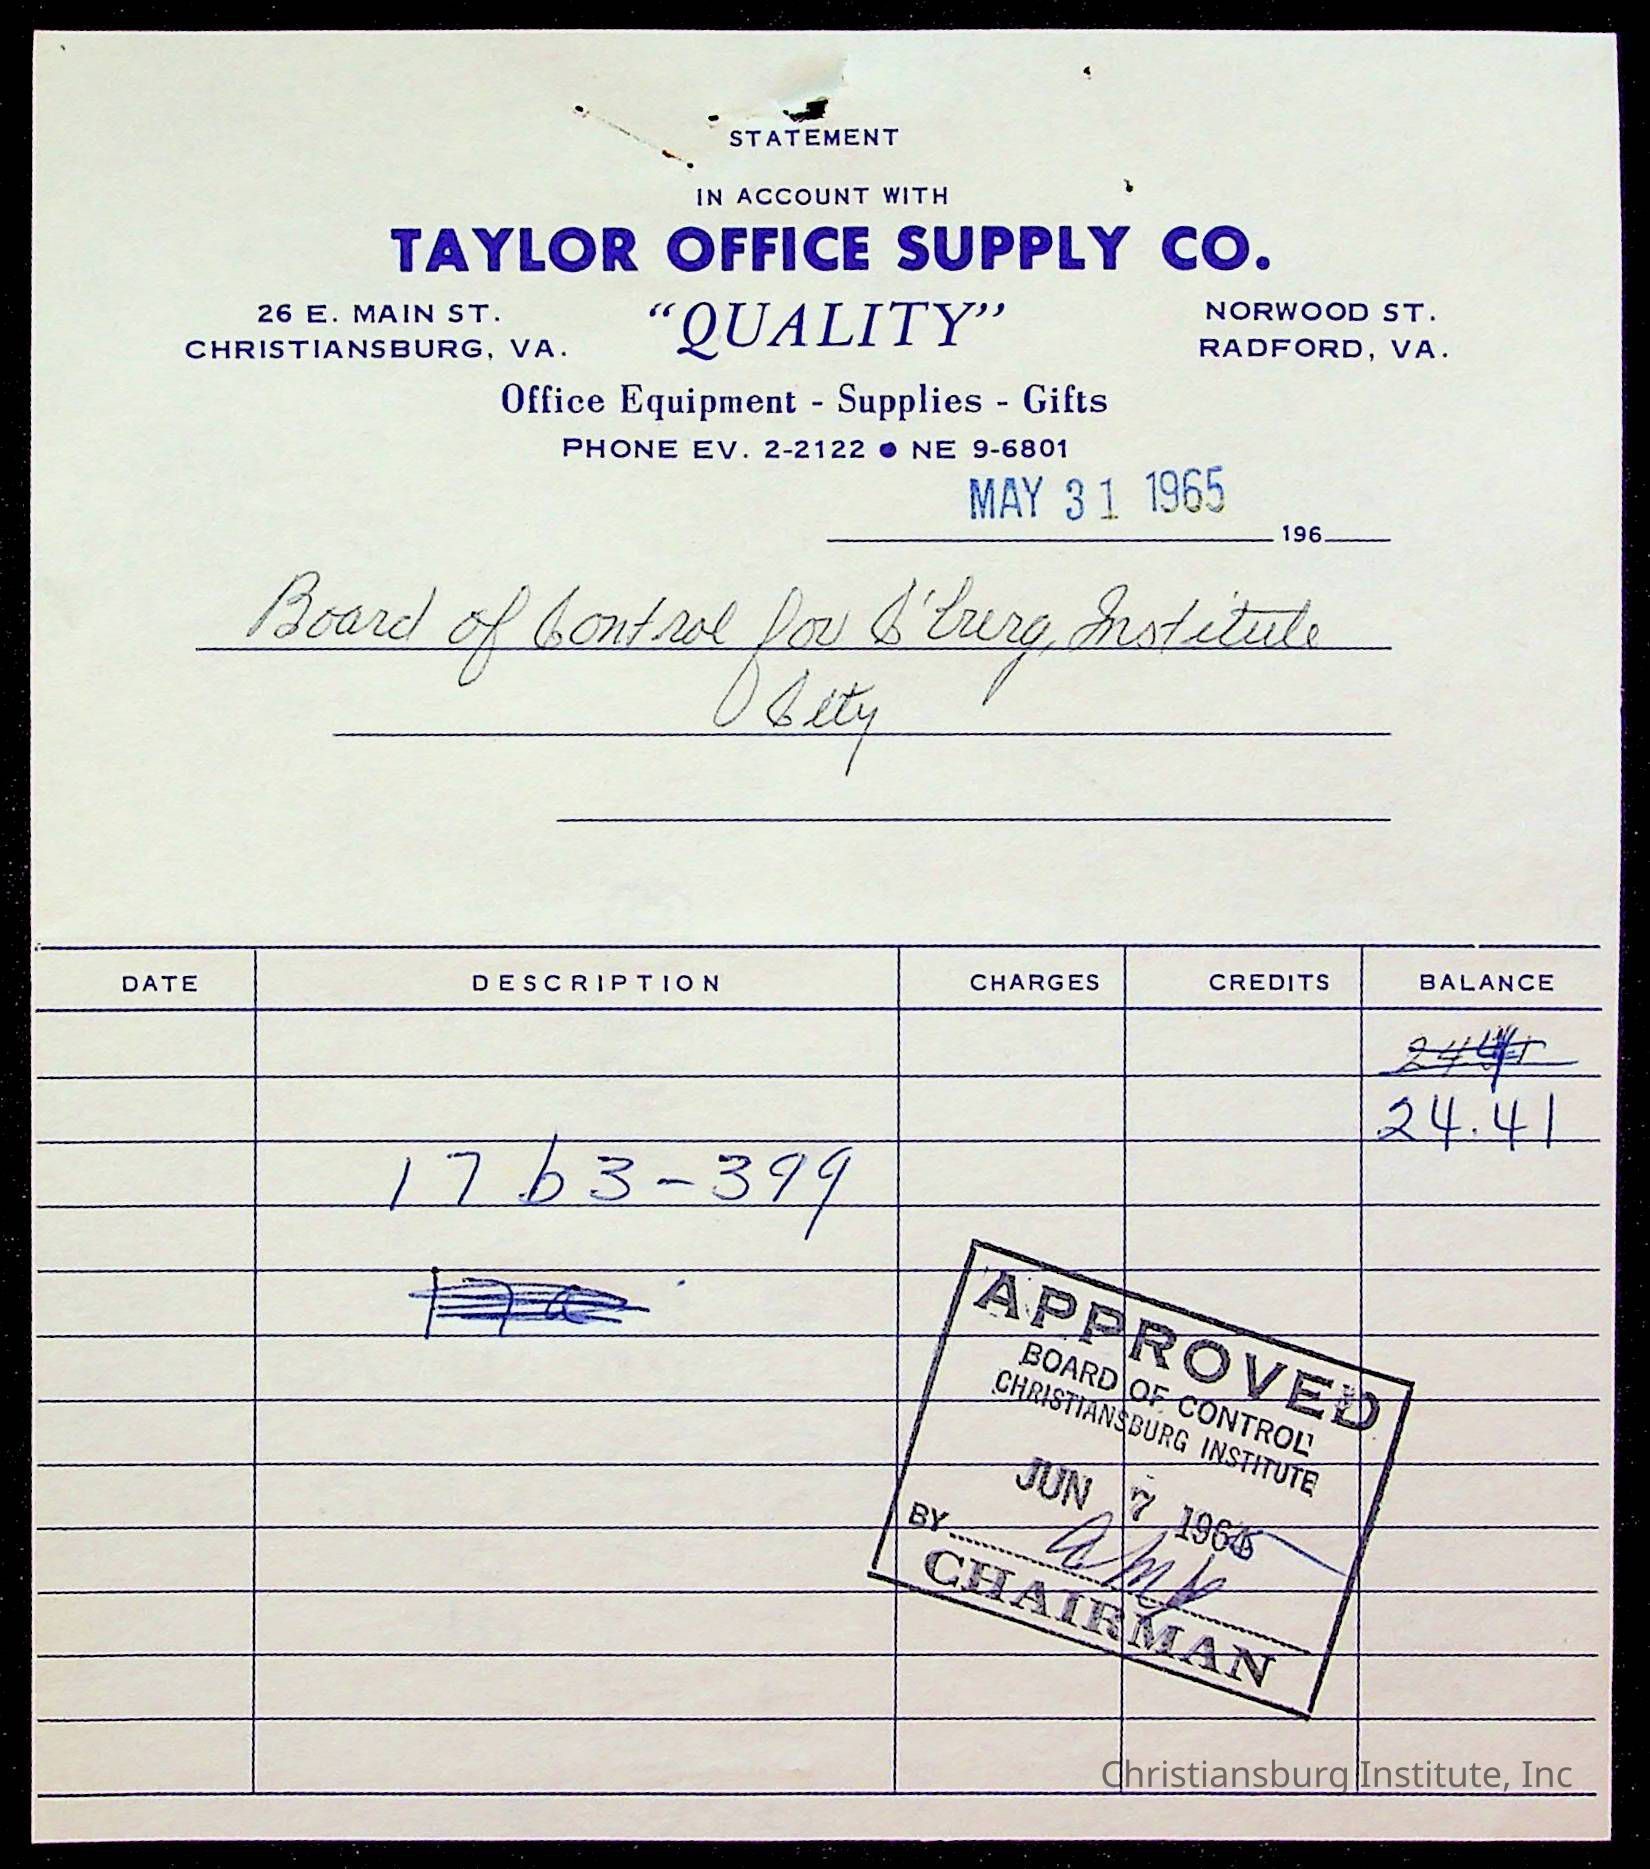 STATEMENT
IN ACCOUNT WITH
TAYLOR OFFICE SUPPLY CO.
26 E. MAIN ST.
CHRISTIANSBURG, VA.
"QUALITY"
NORWOOD ST.
RADFORD, VA.
Office Equipment - Supplies - Gifts
PHONE EV. 2-2122 • NE 9-6801
MAY 31 1965
196
Board of Control for C'burg, Institute
City
DATE DESCRIPTION CHARGES CREDITS BALANCE
24.41
17 b3-399
APPROVED
BOARD OF CONTROL
CHRISTIANSBURG INSTITUTE
JUN 7 1965
BY
CHAIRMAN
Christiansburg Institute, Inc